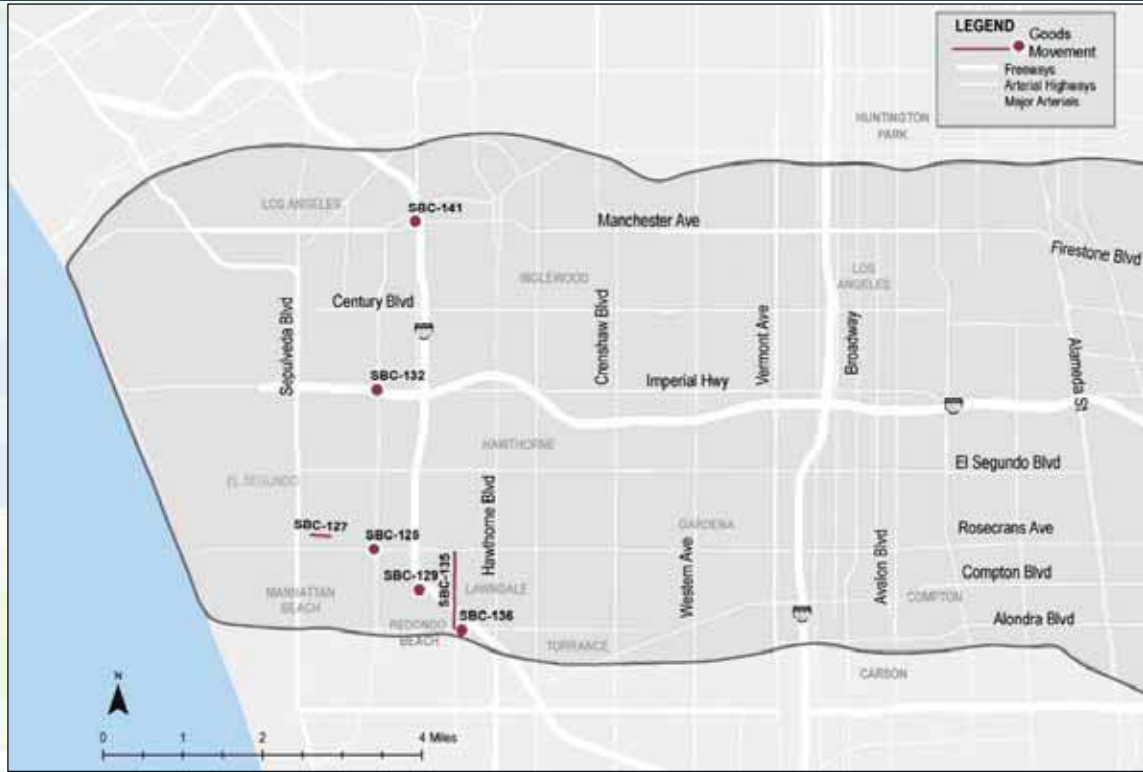 LEGEND
Goods
Movement
Freeways
Arterial Highways
Major Arterials
HUNTINGTON
PARK
LOS ANGELES
SBC-141
Manchester Ave
Firestone Blvd
INGLEWOOD
LOS
ANGELES
Century Blvd
Sepulveda Blvd
Crenshaw Blvd
Vermont Ave
Broadway
Alameda St
SBC-132
Imperial Hwy
HAWTHORNE
El Segundo Blvd
EL SEGUNDO
Hawthorne Blvd
SBC-127
GARDENA
Rosecrans Ave
SBC-129
SBC-135
LAWNDALE
Western Ave
Avalon Blvd
Compton Blvd
MANHATTAN
BEACH
COMPTON
SBC-136
Alondra Blvd
REDONDO
BEACH
TORRANCE
CARSON
N
0 1 2 4 Miles